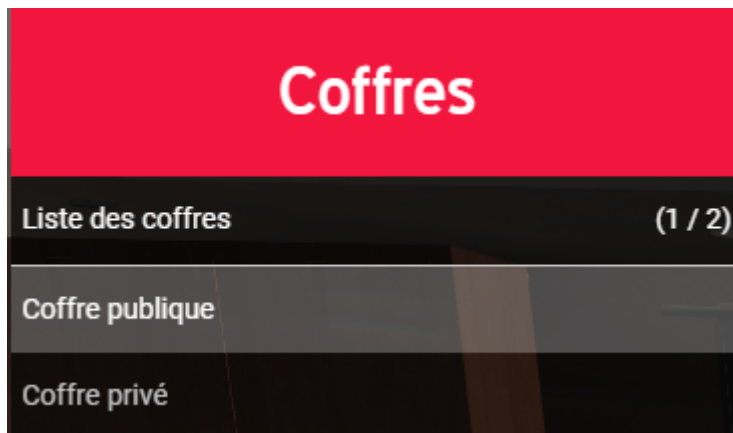 Coffres
Liste des coffres (1 / 2)
Coffre publique
Coffre privé